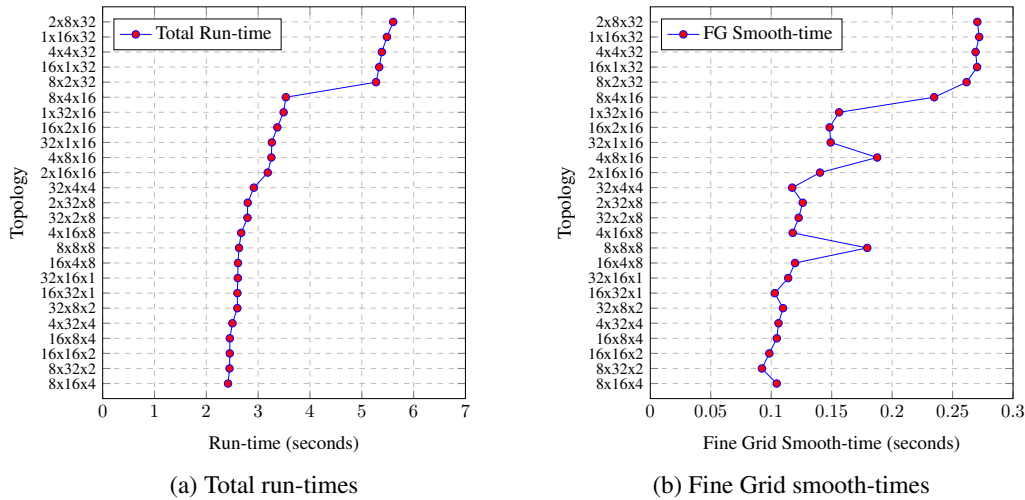 Total Run-time
2x8x32
1x16x32
4x4x32
16x1x32
8x2x32
8x4x16
1x32x16
16x2x16
32x1x16
4x8x16
2x16x16
32x4x4
2x32x8
32x2x8
4x16x8
8x8x8
16x4x8
32x16x1
16x32x1
32x8x2
4x32x4
16x8x4
16x16x2
8x32x2
8x16x4
Topology
0 1 2 3 4 5 6 7
Run-time (seconds)
(a) Total run-times
FG Smooth-time
2x8x32
1x16x32
4x4x32
16x1x32
8x2x32
8x4x16
1x32x16
16x2x16
32x1x16
4x8x16
2x16x16
32x4x4
2x32x8
32x2x8
4x16x8
8x8x8
16x4x8
32x16x1
16x32x1
32x8x2
4x32x4
16x8x4
16x16x2
8x32x2
8x16x4
Topology
0 0.05 0.1 0.15 0.2 0.25 0.3
Fine Grid Smooth-time (seconds)
(b) Fine Grid smooth-times